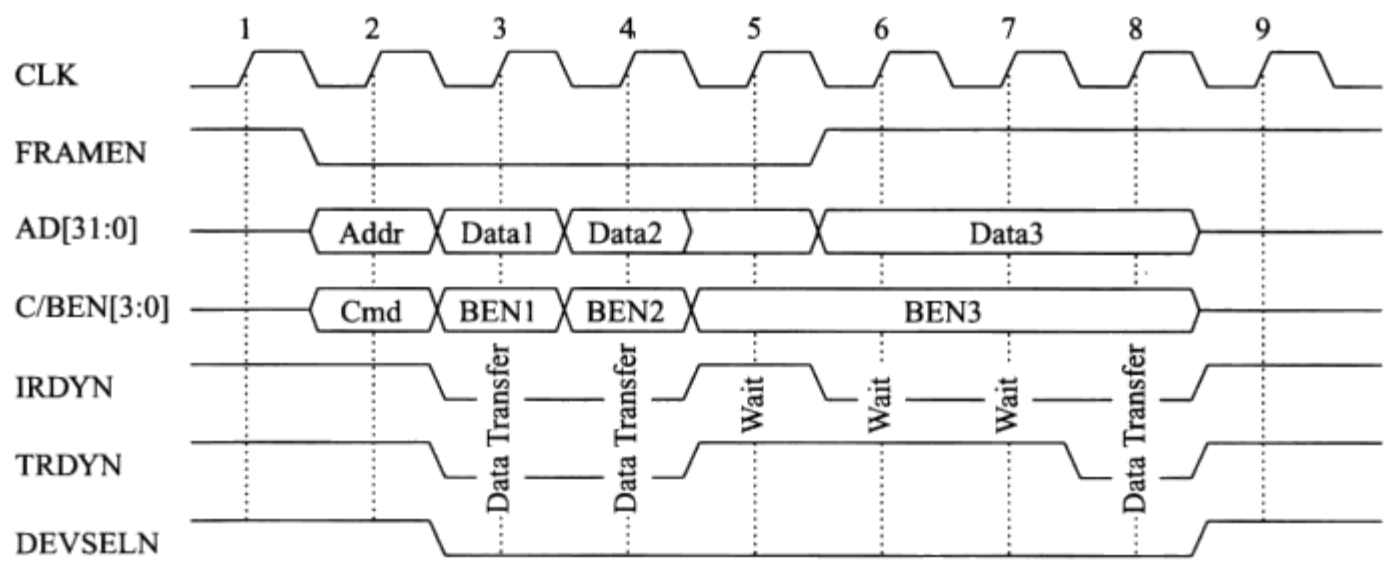 1 2 3 4 5 6 7 8 9
CLK
FRAMEN
AD[31:0] Addr Data1 Data2 Data3
C/BEN[3:0] Cmd BEN1 BEN2 BEN3
IRDYN
Data Transfer Data Transfer Wait Wait Wait Data Transfer
TRDYN
DEVSELN